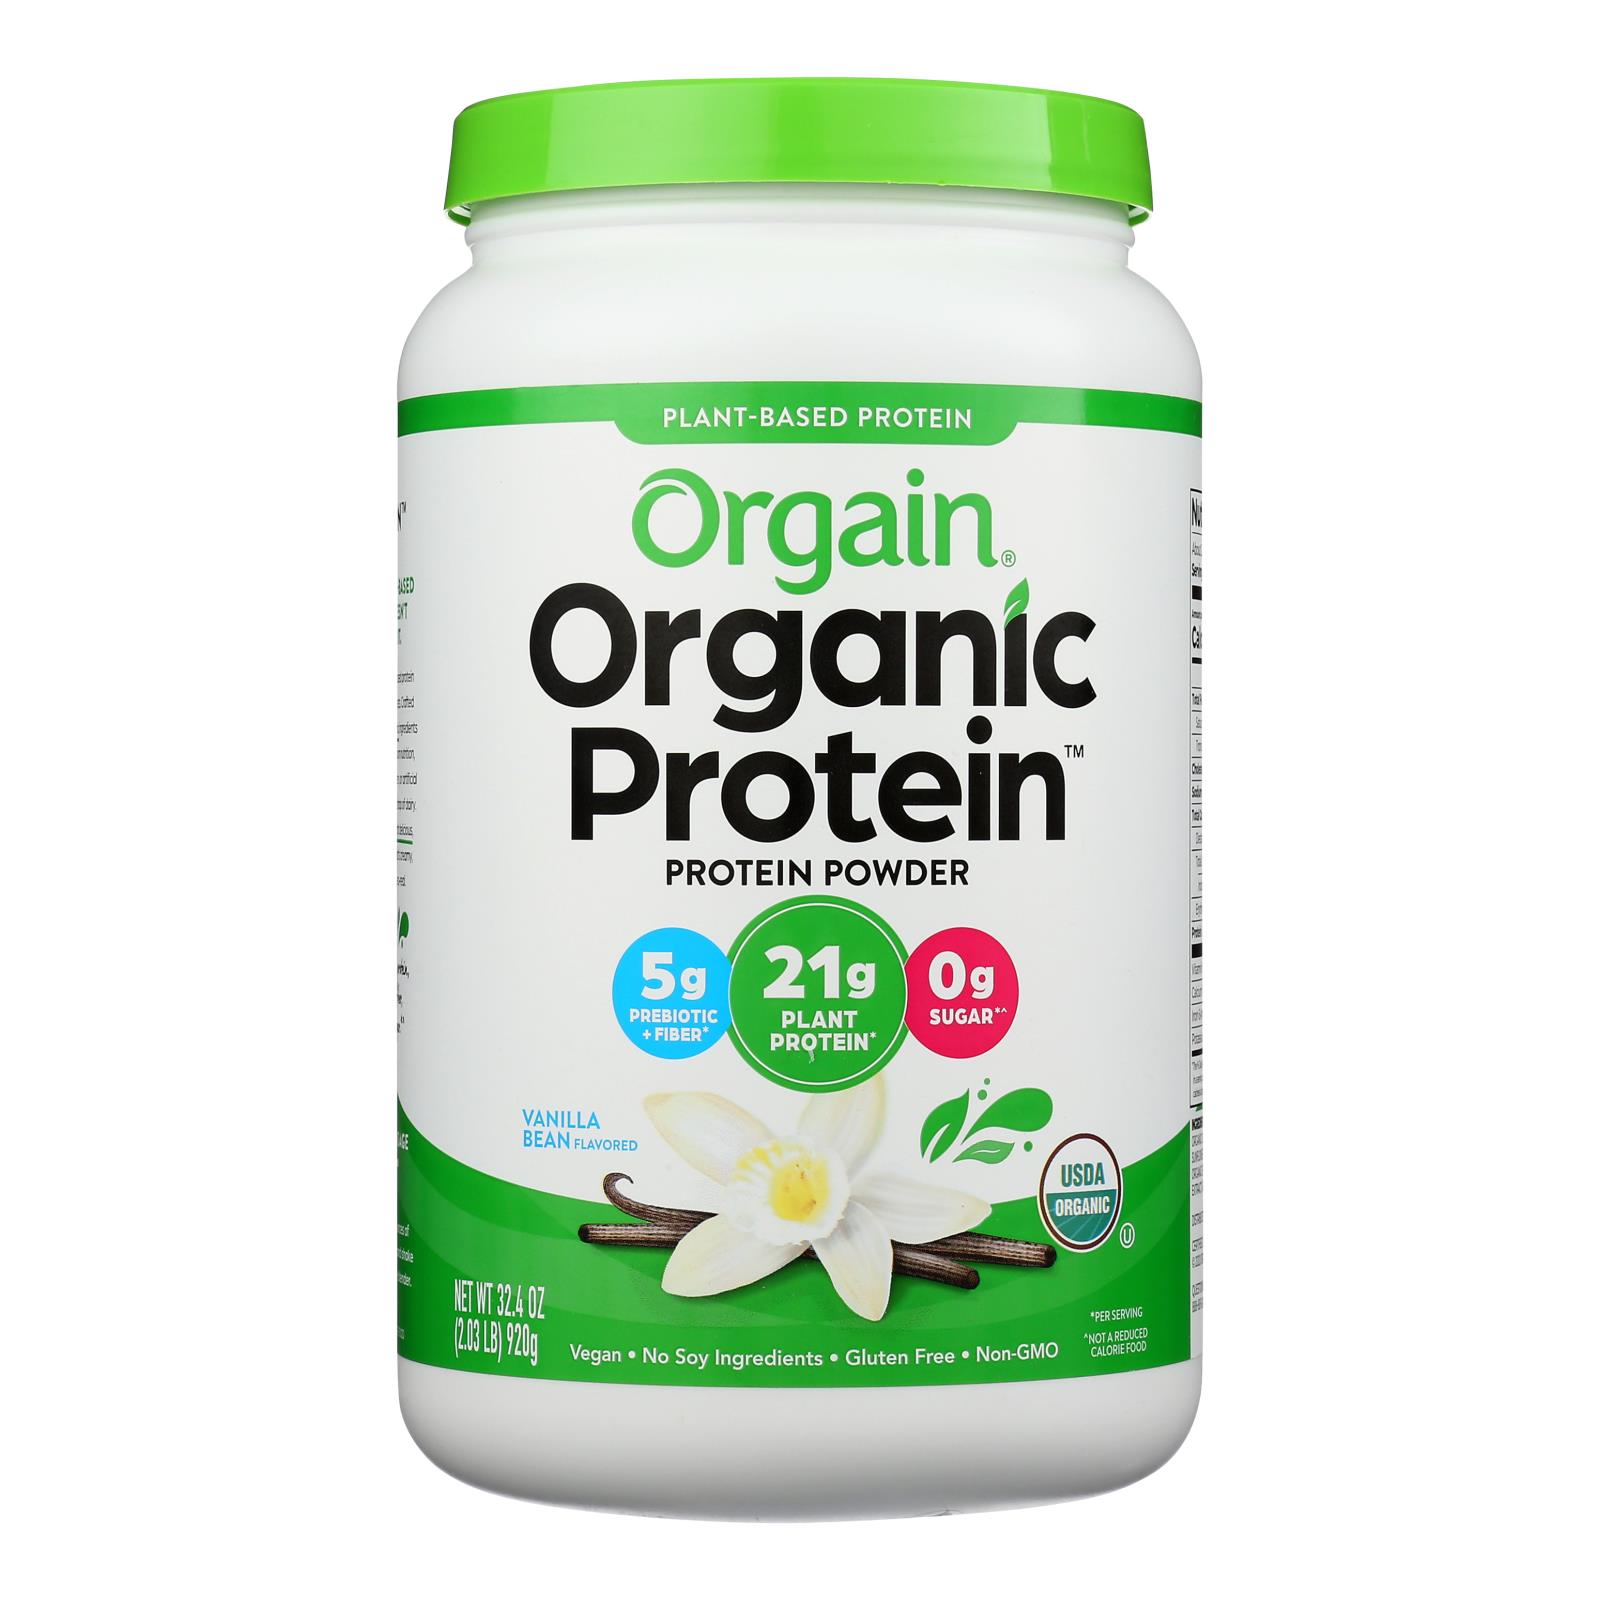 PLANT-BASED PROTEIN
Orgain®
Organic
Protein™
PROTEIN POWDER
5g
PREBIOTIC
+ FIBER*
21g
PLANT
PROTEIN*
0g
SUGAR*^
VANILLA
BEAN FLAVORED
USDA
ORGANIC
U
NET WT 32.4 OZ
(2.03 LB) 920g
Vegan • No Soy Ingredients • Gluten Free • Non-GMO
*PER SERVING
^NOT A REDUCED
CALORIE FOOD